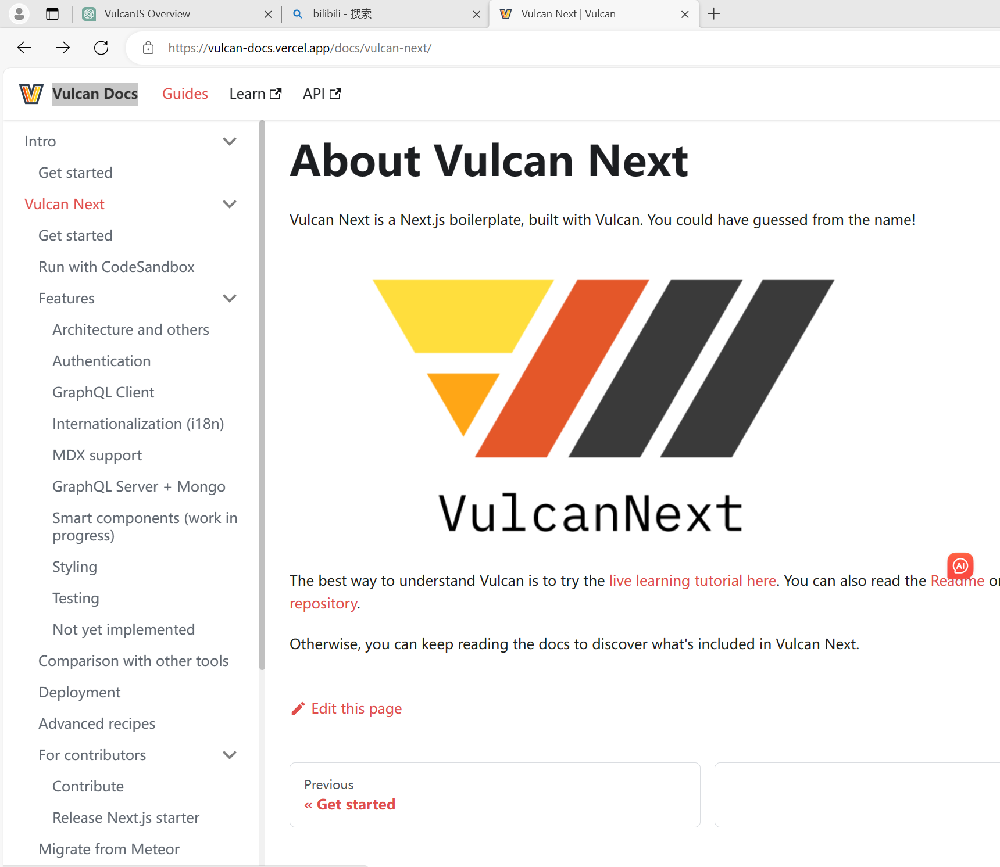 VulcanJS Overview
bilibili - 搜索
Vulcan Next | Vulcan
https://vulcan-docs.vercel.app/docs/vulcan-next/
Vulcan Docs
Guides
Learn
API
Intro
Get started
Vulcan Next
Get started
Run with CodeSandbox
Features
Architecture and others
Authentication
GraphQL Client
Internationalization (i18n)
MDX support
GraphQL Server + Mongo
Smart components (work in
progress)
Styling
Testing
Not yet implemented
Comparison with other tools
Deployment
Advanced recipes
For contributors
Contribute
Release Next.js starter
Migrate from Meteor
About Vulcan Next
Vulcan Next is a Next.js boilerplate, built with Vulcan. You could have guessed from the name!
VulcanNext
AI
The best way to understand Vulcan is to try the live learning tutorial here. You can also read the Readme
repository.
Otherwise, you can keep reading the docs to discover what's included in Vulcan Next.
Edit this page
Previous
« Get started